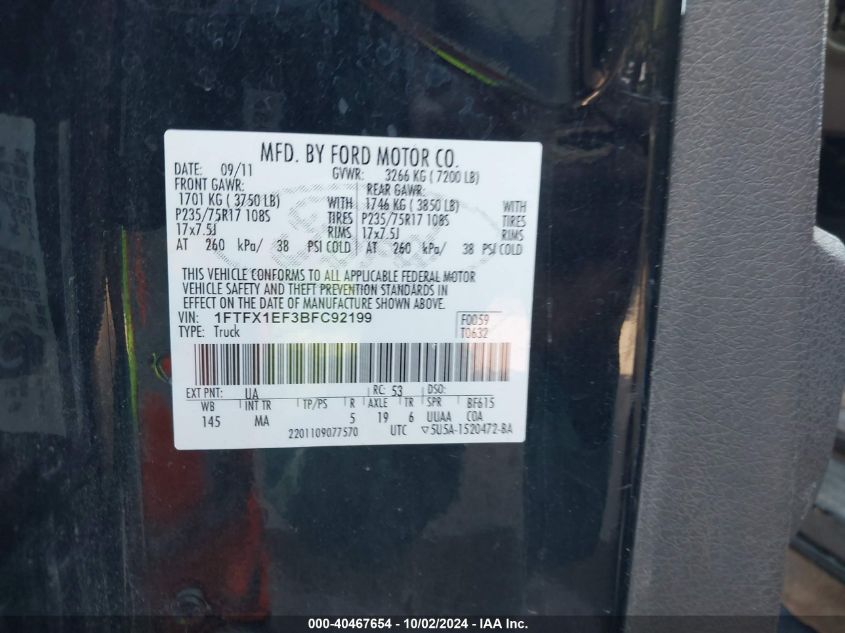 MFD. BY FORD MOTOR CO.
DATE: 09/11 GVWR: 3266 KG ( 7200 LB)
FRONT GAWR: REAR GAWR:
1701 KG ( 3750 LB) WITH 1746 KG ( 3850 LB) WITH
P235/75R17 108S TIRES P235/75R17 108S TIRES
17x7.5J RIMS 17x7.5J RIMS
AT 260 kPa/ 38 PSI COLD AT 260 kPa/ 38 PSI COLD
THIS VEHICLE CONFORMS TO ALL APPLICABLE FEDERAL MOTOR
VEHICLE SAFETY AND THEFT PREVENTION STANDARDS IN
EFFECT ON THE DATE OF MANUFACTURE SHOWN ABOVE.
VIN: 1FTFX1EF3BFC92199 F0059
TYPE: Truck T0632
EXT PNT: UA RC: 53 DSO:
WB INT TR TP/PS R AXLE TR SPR BF615
145 MA 5 19 6 UUAA COA
2201109077570 UTC ▽5U5A-1520472-BA
000-40467654 - 10/02/2024 - Copyright IAA, Inc.